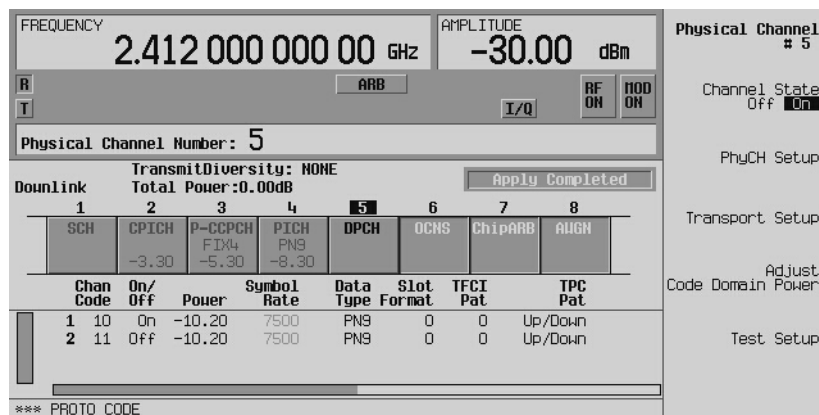 FREQUENCY
2.412 000 000 00 GHz
AMPLITUDE
-30.00 dBm
R
T
ARB
I/Q
RF ON
MOD ON
Physical Channel Number: 5
Downlink
TransmitDiversity: NONE
Total Power:0.00dB
Apply Completed
1 2 3 4 5 6 7 8
SCH CPICH P-CCPCH PICH DPCH OCNS ChipARB AWGN
FIX4 PN9
-3.30 -5.30 -8.30
Chan On/ Symbol Data Slot TFCI TPC
Code Off Power Rate Type Format Pat Pat
1 10 On -10.20 7500 PN9 0 0 Up/Down
2 11 Off -10.20 7500 PN9 0 0 Up/Down
*** PROTO CODE
Physical Channel
# 5
Channel State
Off On
PhyCH Setup
Transport Setup
Adjust
Code Domain Power
Test Setup